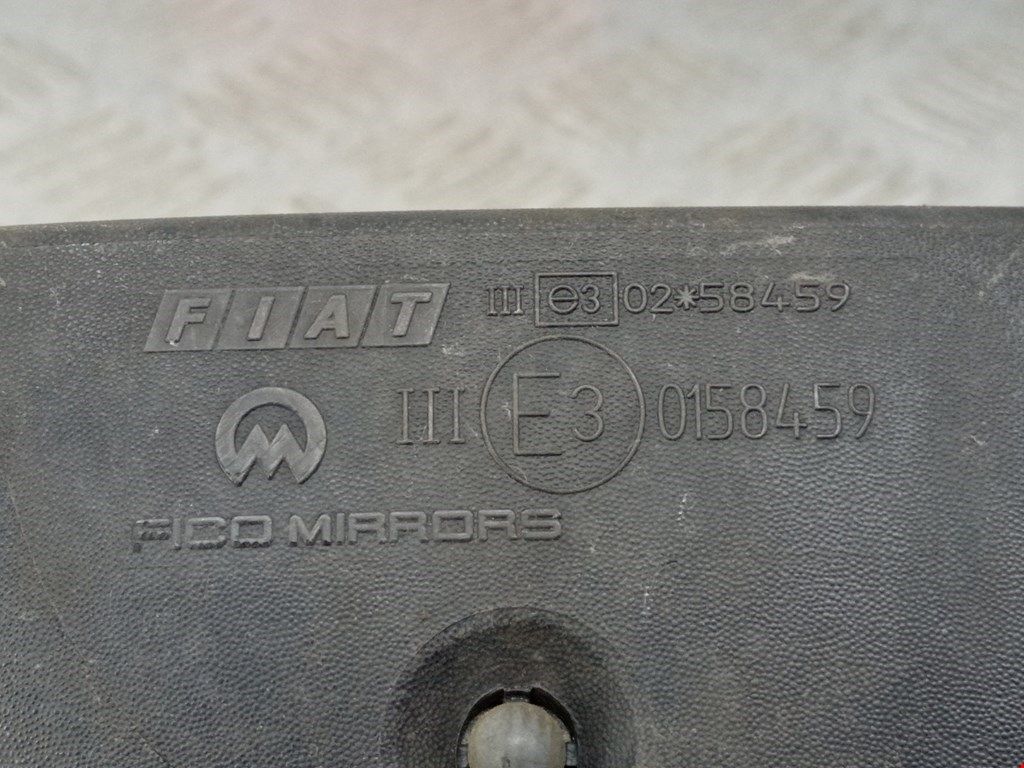 FIAT
III e3 02*58459
III E3 0158459
FICO MIRRORS